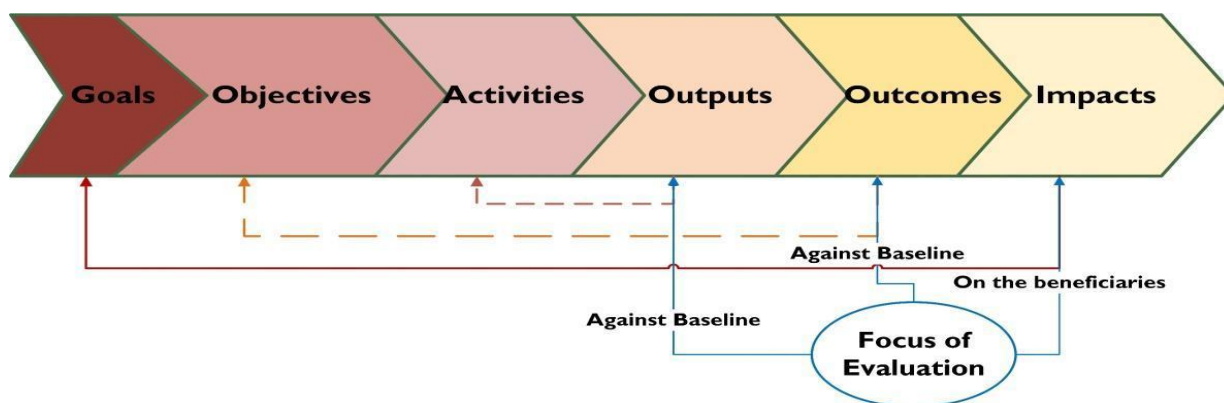 Goals
Objectives
Activities
Outputs
Outcomes
Impacts
Against Baseline
On the beneficiaries
Against Baseline
Focus of
Evaluation